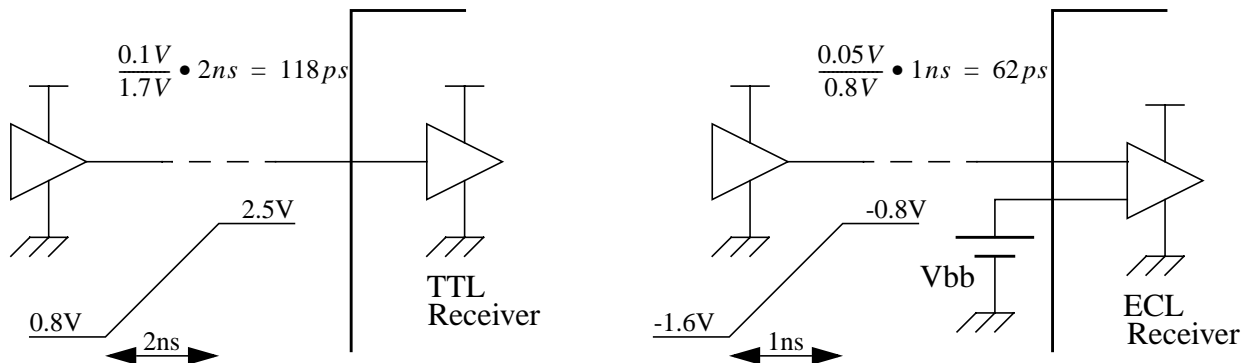 0.1V
1.7V • 2ns = 118ps
2.5V
0.8V
2ns
TTL
Receiver
0.05V
0.8V • 1ns = 62ps
-0.8V
-1.6V
1ns
Vbb
ECL
Receiver